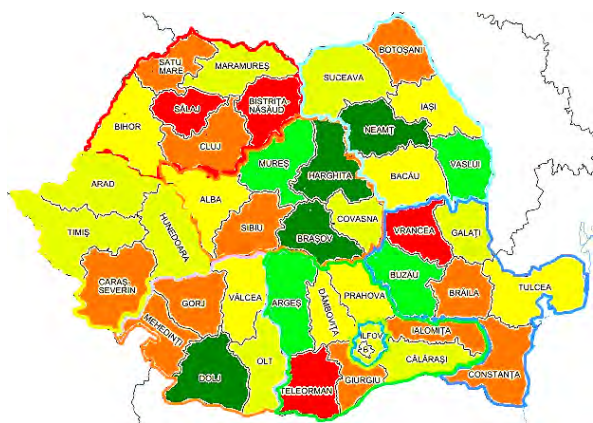 BOTOȘANI
SATU
MARE
MARAMUREȘ
SUCEAVA
SĂLAJ
BISTRIȚA-
NĂSĂUD
IAȘI
BIHOR
NEAMȚ
CLUJ
MUREȘ
HARGHITA
VASLUI
BACĂU
ARAD
ALBA
HUNEDOARA
COVASNA
TIMIȘ
SIBIU
BRAȘOV
VRANCEA
GALAȚI
CARAȘ-
SEVERIN
BUZĂU
TULCEA
GORJ
VÂLCEA
ARGEȘ
DÂMBOVIȚA
PRAHOVA
BRĂILA
MEHEDINȚI
ILFOV
IALOMIȚA
CĂLĂRAȘI
OLT
DOLJ
TELEORMAN
GIURGIU
CONSTANȚA